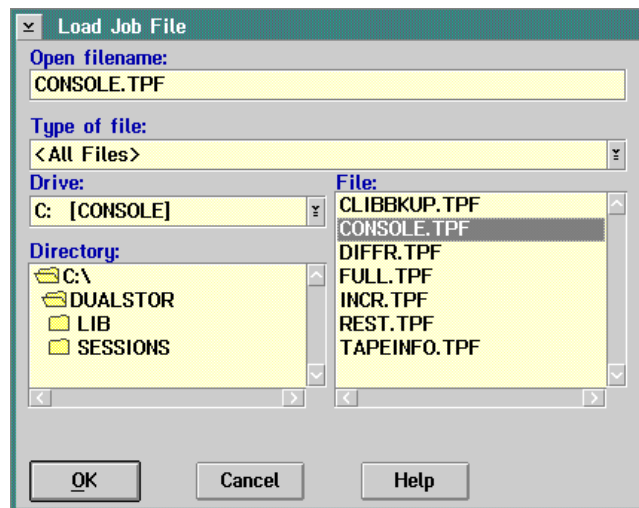 Load Job File
Open filename:
CONSOLE.TPF
Type of file:
<All Files>
Drive:
C: [CONSOLE]
Directory:
C:\
DUALSTOR
LIB
SESSIONS
File:
CLIBBKUP.TPF
CONSOLE.TPF
DIFFR.TPF
FULL.TPF
INCR.TPF
REST.TPF
TAPEINFO.TPF
OK
Cancel
Help